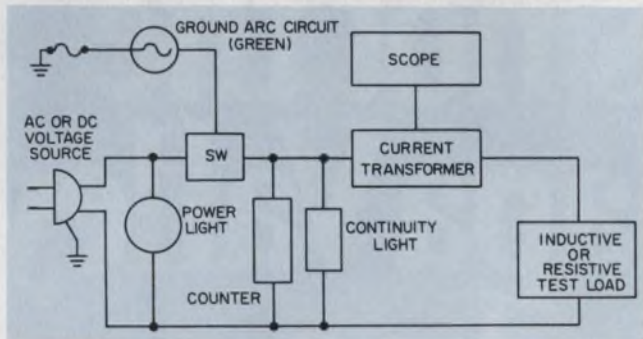 GROUND ARC CIRCUIT
(GREEN)
SCOPE
AC OR DC
VOLTAGE
SOURCE
SW
CURRENT
TRANSFORMER
POWER
LIGHT
CONTINUITY
LIGHT
COUNTER
INDUCTIVE
OR
RESISTIVE
TEST LOAD